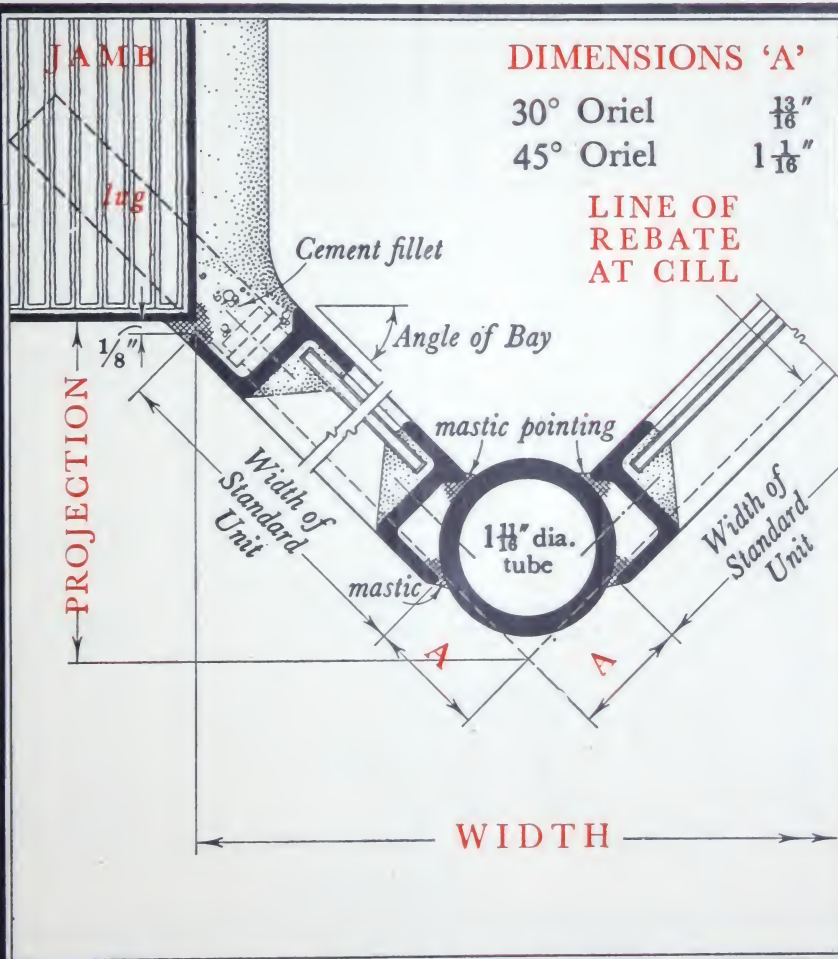 JAMB
DIMENSIONS 'A'
30° Oriel 13/16"
45° Oriel 1 1/16"
lug
LINE OF
REBATE
AT CILL
Cement fillet
Angle of Bay
1/8"
PROJECTION
mastic pointing
Width of
Standard
Unit
1 11/16" dia.
tube
Width of
Standard
Unit
mastic
A
A
WIDTH